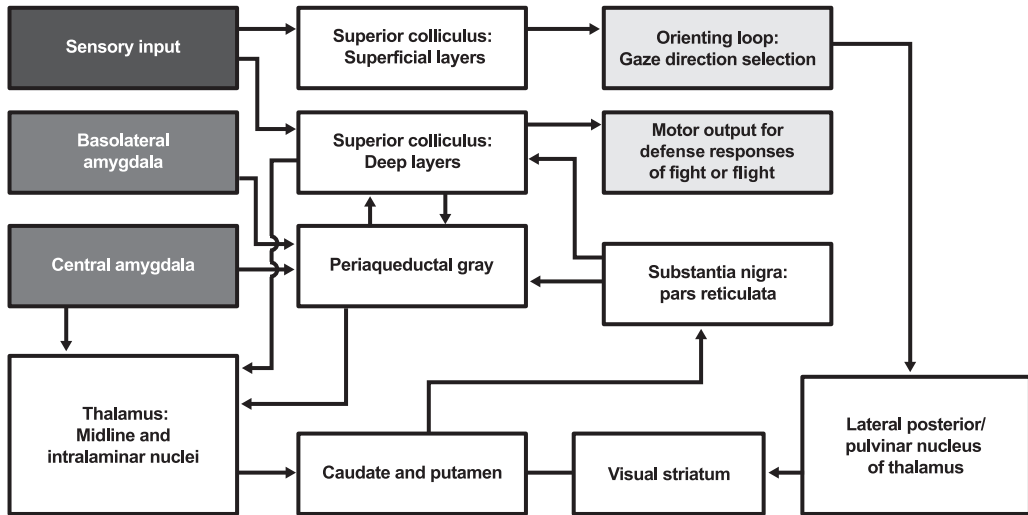 Sensory input
Superior colliculus:
Superficial layers
Orienting loop:
Gaze direction selection
Basolateral
amygdala
Superior colliculus:
Deep layers
Motor output for
defense responses
of fight or flight
Central amygdala
Periaqueductal gray
Substantia nigra:
pars reticulata
Thalamus:
Midline and
intralaminar nuclei
Caudate and putamen
Visual striatum
Lateral posterior/
pulvinar nucleus
of thalamus